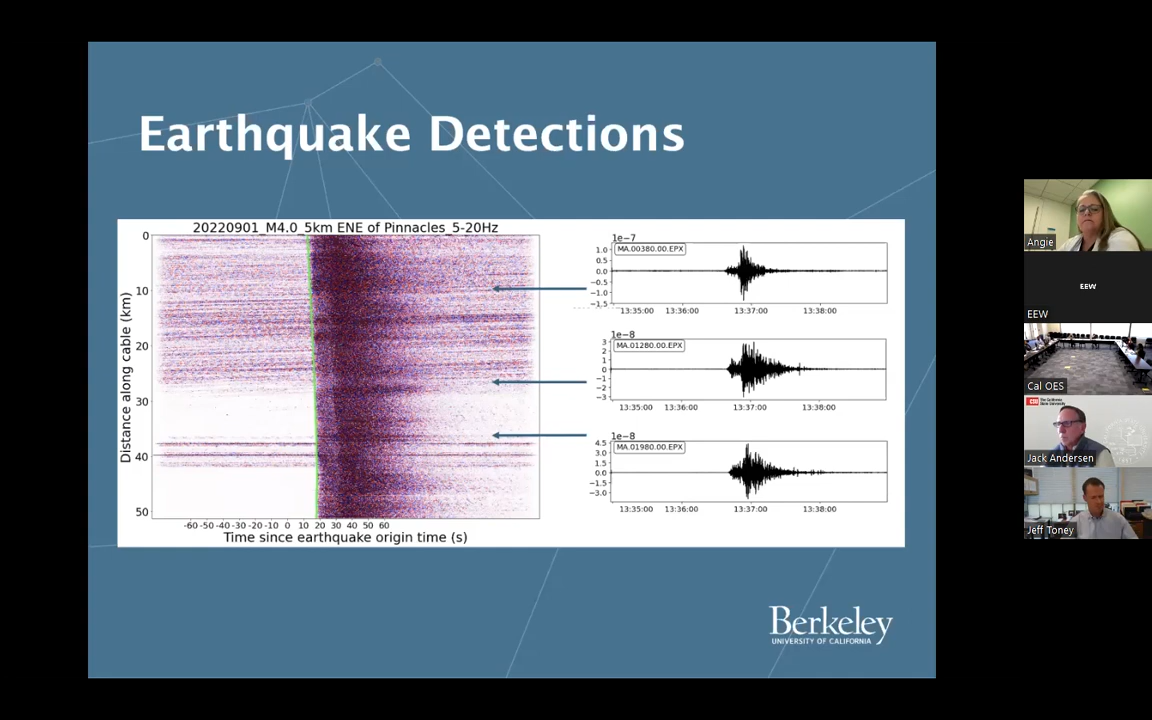 Earthquake Detections
20220901_M4.0_5km ENE of Pinnacles_5-20Hz
0
10
20
30
40
50
Distance along cable (km)
-60 -50 -40 -30 -20 -10 0 10 20 30 40 50 60
Time since earthquake origin time (s)
1e-7
MA.00380.00.EPX
1.0
0.5
0.0
−0.5
−1.0
−1.5
13:35:00 13:36:00 13:37:00 13:38:00
1e-8
MA.01280.00.EPX
3
2
1
0
−1
−2
−3
13:35:00 13:36:00 13:37:00 13:38:00
1e-8
MA.01980.00.EPX
4.5
3.0
1.5
0.0
−1.5
−3.0
13:35:00 13:36:00 13:37:00 13:38:00
Berkeley
UNIVERSITY OF CALIFORNIA
Angie
EEW
EEW
Cal OES
CSU The California State University
Jack Andersen
Jeff Toney